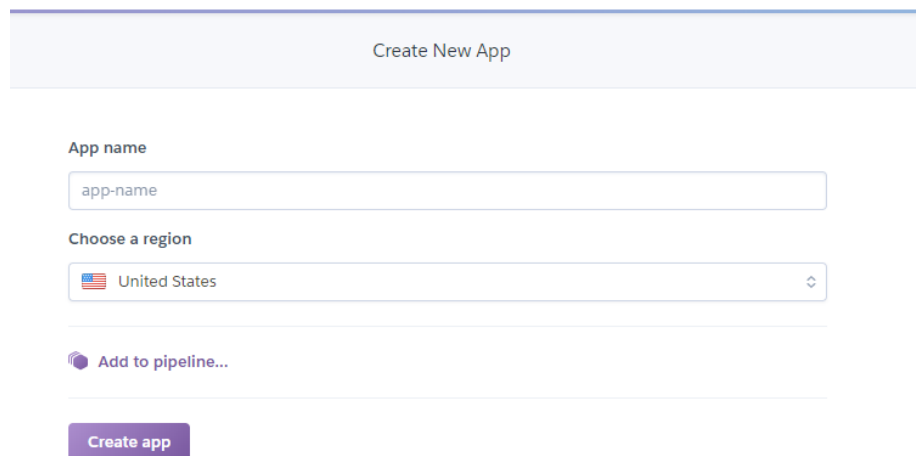 Create New App
App name
app-name
Choose a region
United States
Add to pipeline...
Create app